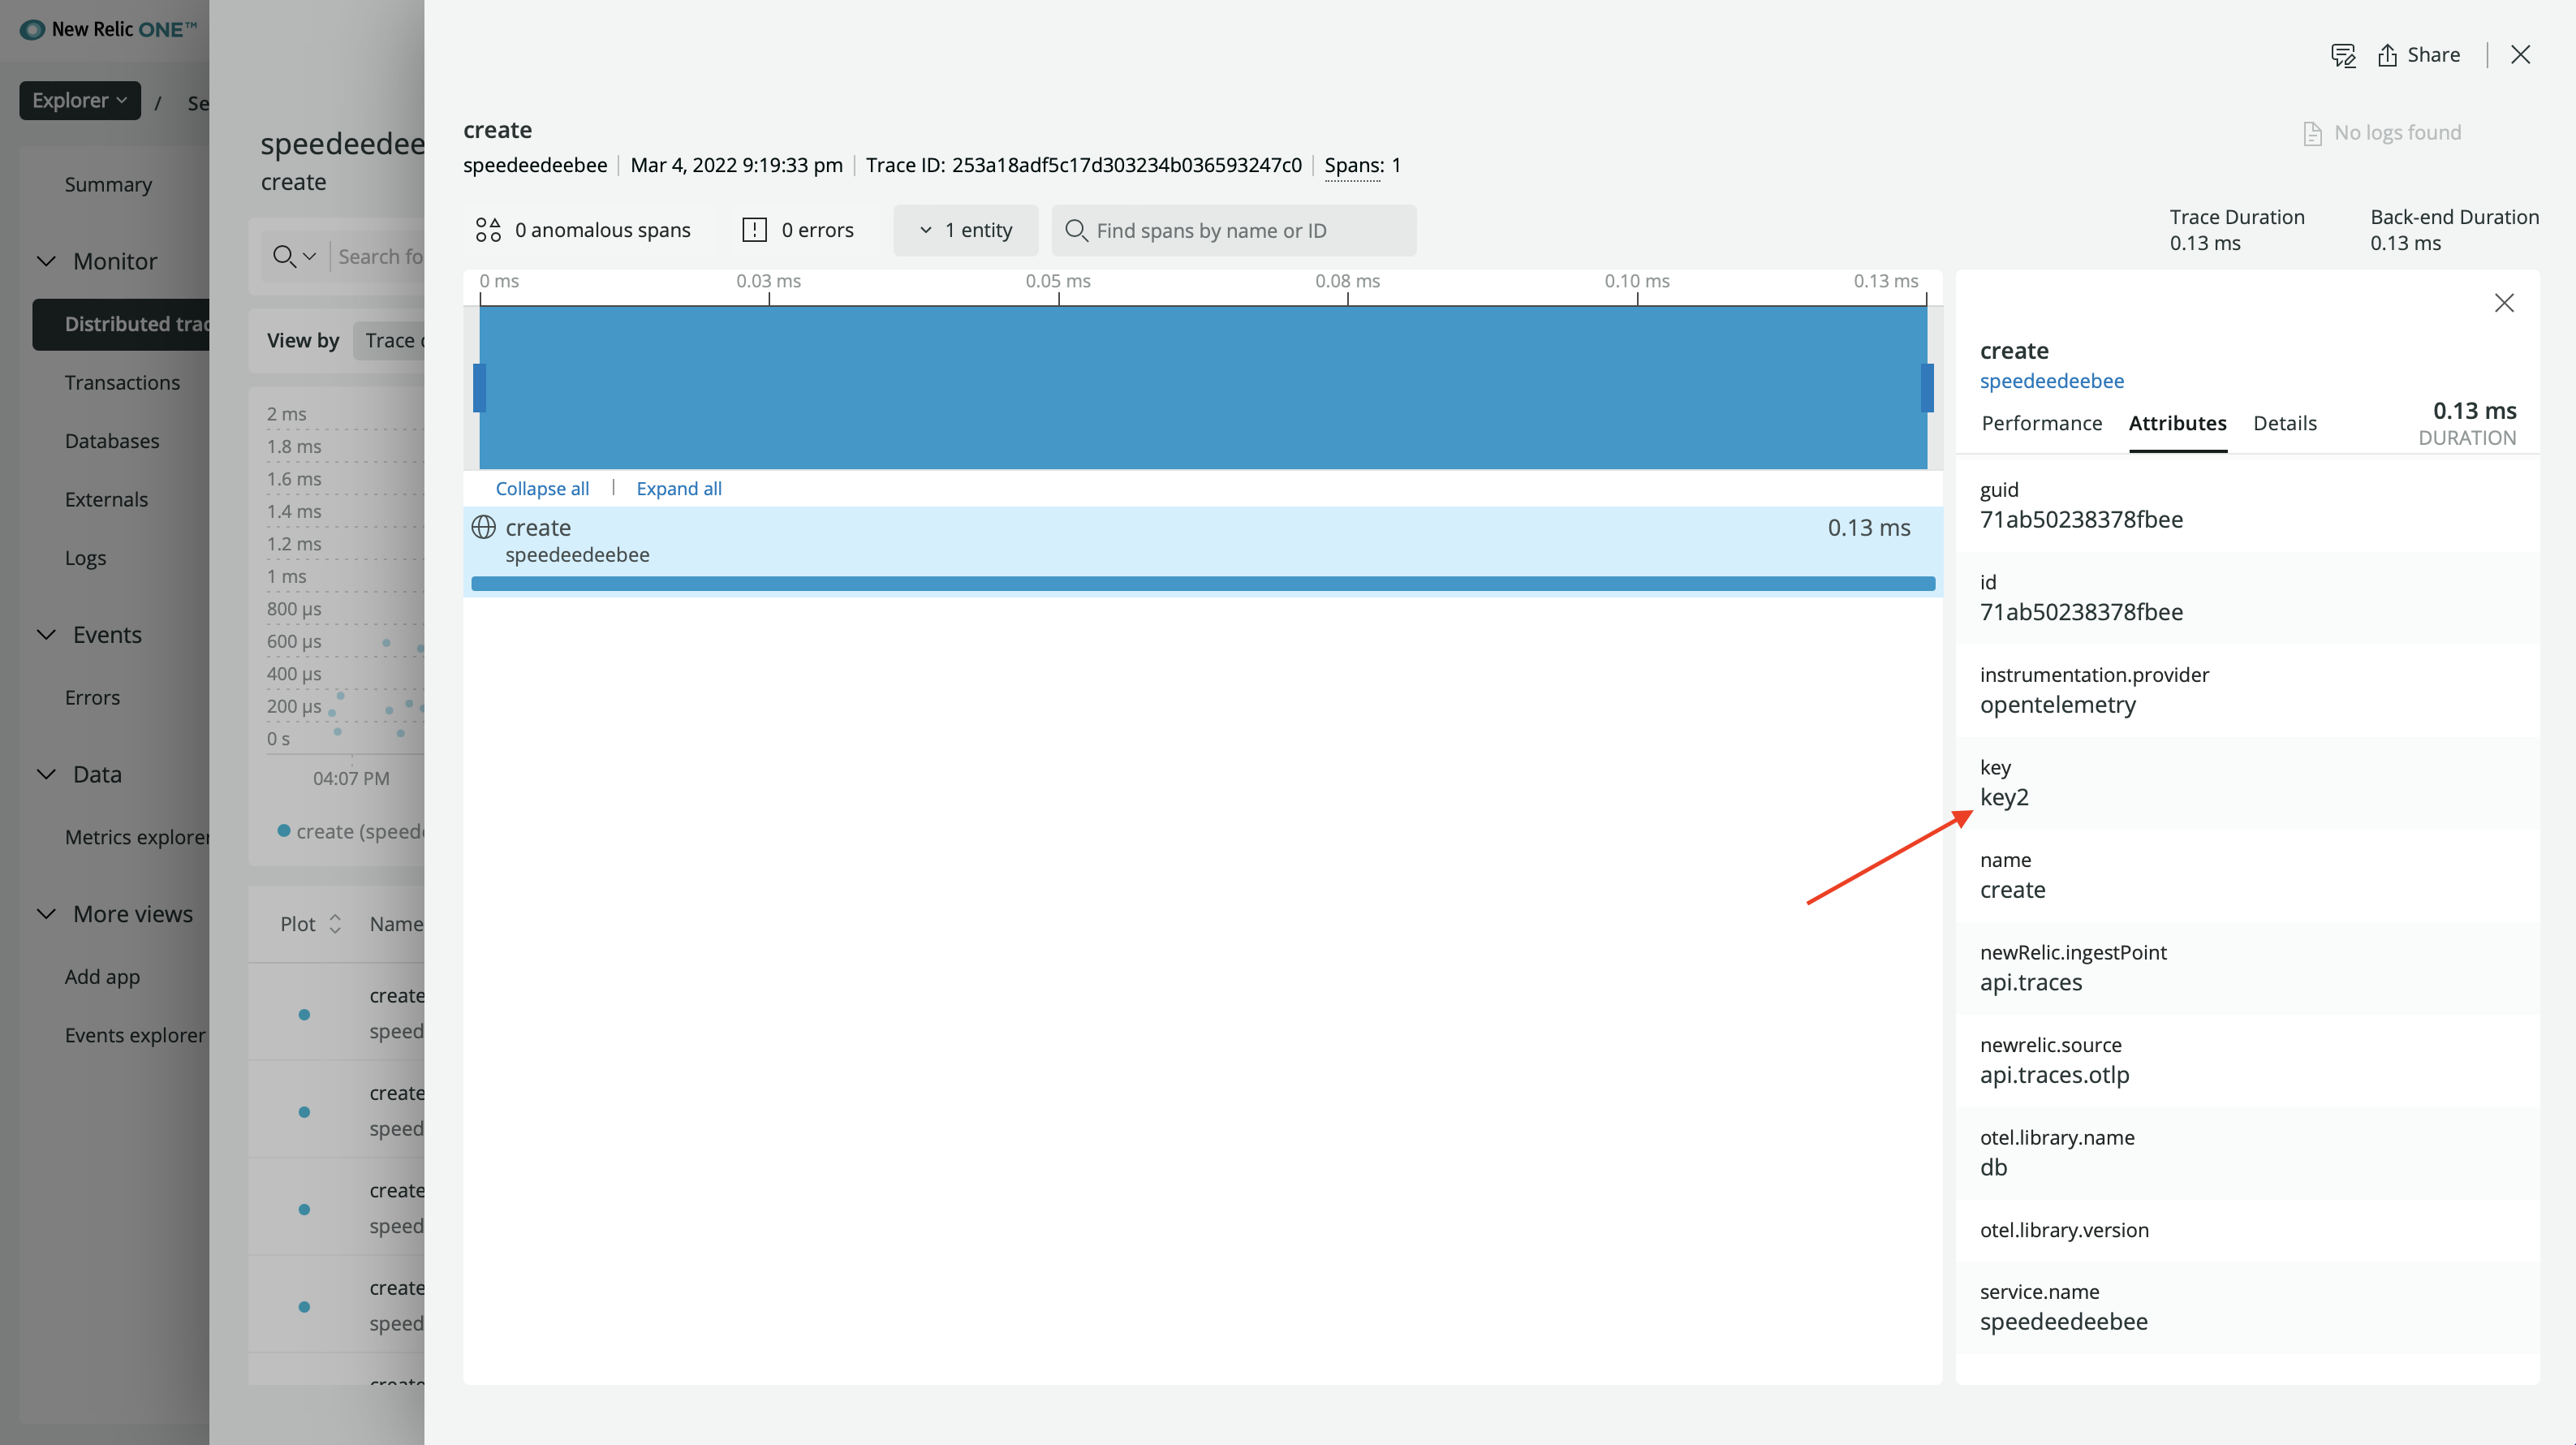 New Relic ONE™
Explorer / Se
Summary
Monitor
Distributed trac
Transactions
Databases
Externals
Logs
Events
Errors
Data
Metrics explorer
More views
Add app
Events explorer
speedeedee
create
Search fo
View by Trace
2 ms
1.8 ms
1.6 ms
1.4 ms
1.2 ms
1 ms
800 µs
600 µs
400 µs
200 µs
0 s
04:07 PM
create (speed
Plot Name
create
speed
create
speed
create
speed
create
speed
create
Share
create
No logs found
speedeedeebee Mar 4, 2022 9:19:33 pm Trace ID: 253a18adf5c17d303234b036593247c0 Spans: 1
0 anomalous spans 0 errors 1 entity Find spans by name or ID
Trace Duration
0.13 ms
Back-end Duration
0.13 ms
0 ms 0.03 ms 0.05 ms 0.08 ms 0.10 ms 0.13 ms
Collapse all | Expand all
create 0.13 ms
speedeedeebee
create
speedeedeebee
Performance Attributes Details
0.13 ms
DURATION
guid
71ab50238378fbee
id
71ab50238378fbee
instrumentation.provider
opentelemetry
key
key2
name
create
newRelic.ingestPoint
api.traces
newrelic.source
api.traces.otlp
otel.library.name
db
otel.library.version
service.name
speedeedeebee